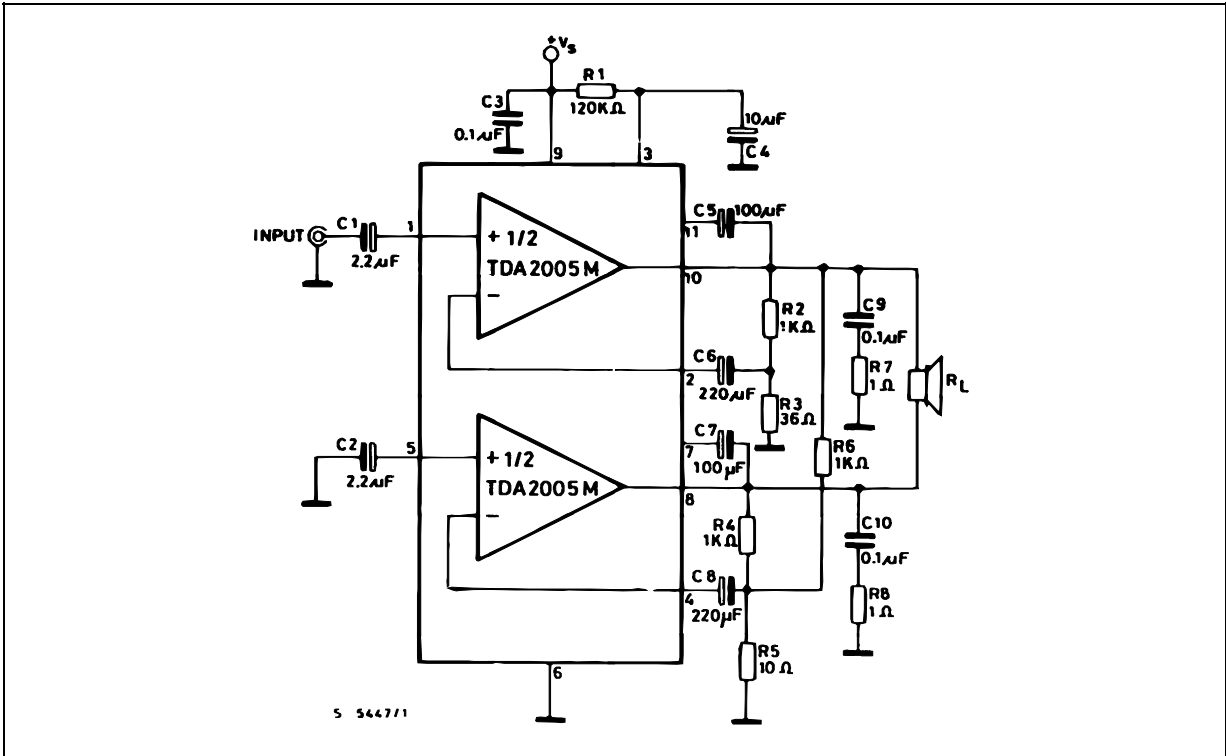 +Vs
R1
120KΩ
C3
0.1µF
10µF
C4
9
3
INPUT
C1
2.2µF
1
+ 1/2
TDA2005M
−
C5
100µF
11
10
R2
1KΩ
C9
0.1µF
C6
220µF
2
R7
1Ω
RL
R3
36Ω
C2
2.2µF
5
+ 1/2
TDA2005M
−
C7
100µF
7
8
R6
1KΩ
R4
1KΩ
C10
0.1µF
C8
220µF
4
R8
1Ω
R5
10Ω
6
S 5447/1